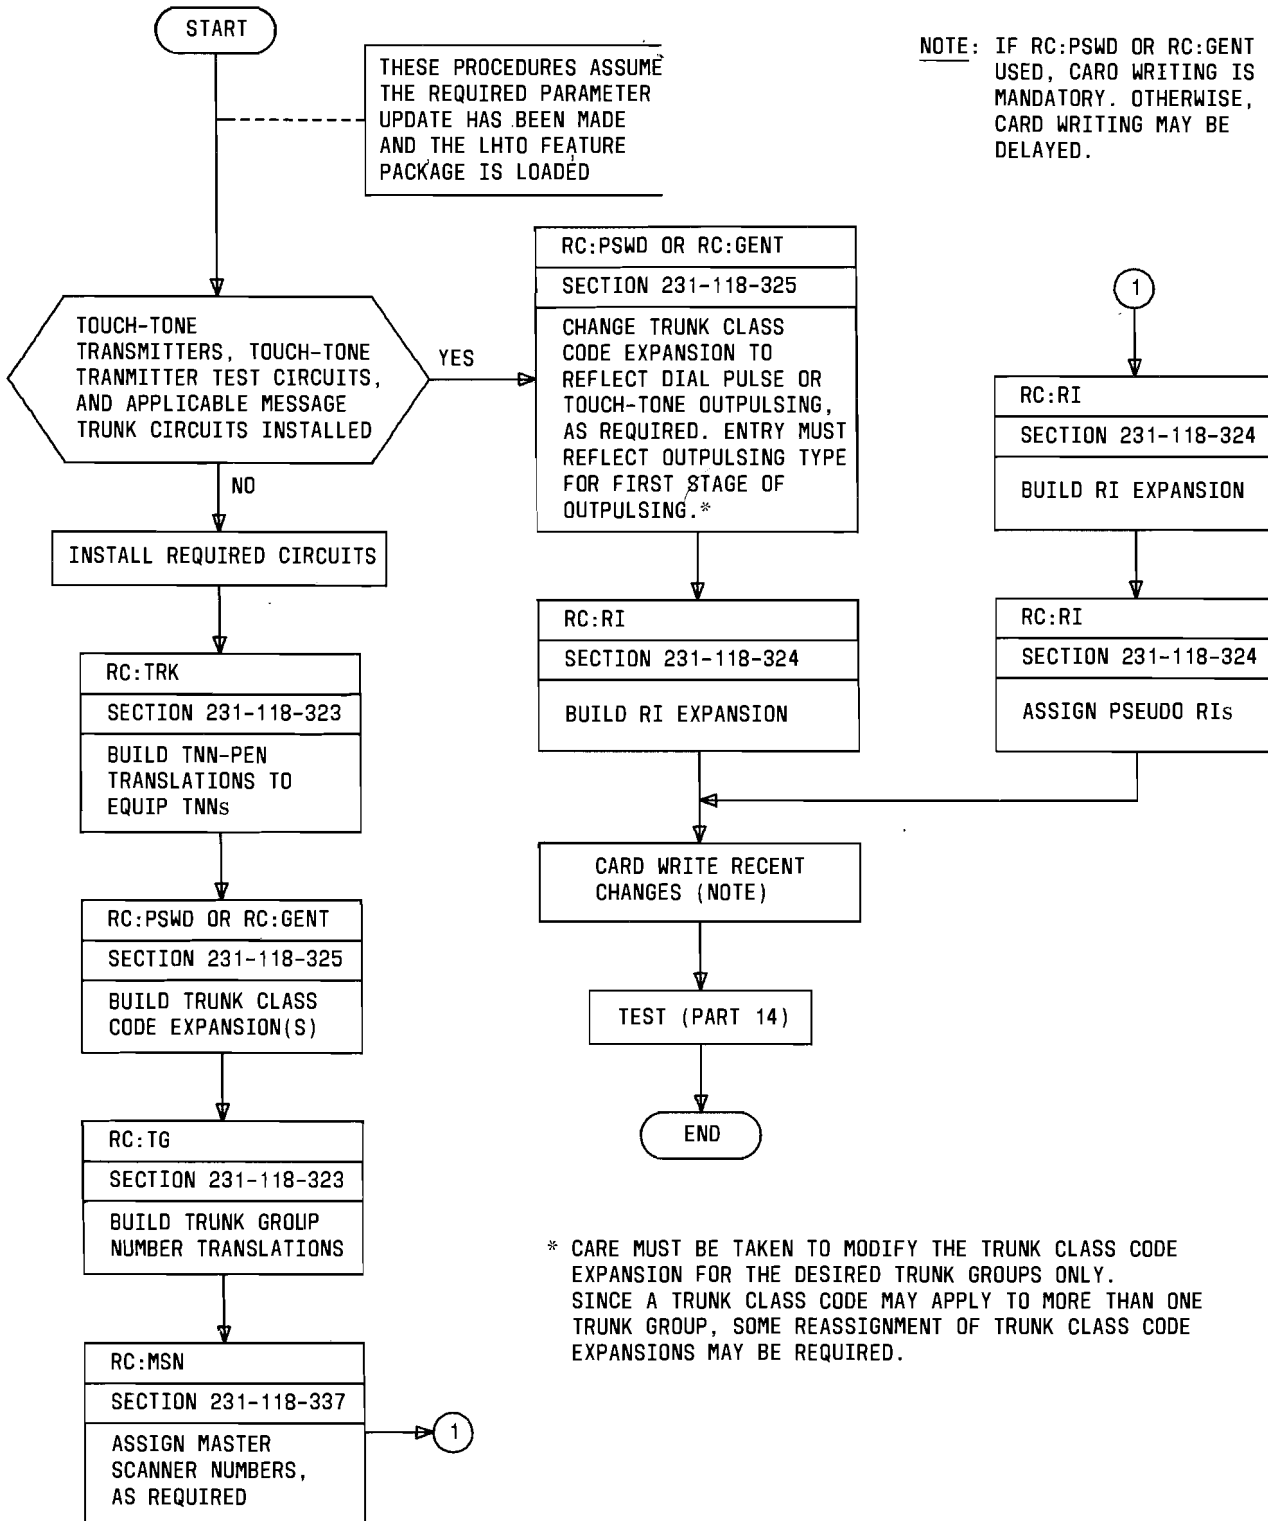 START
THESE PROCEDURES ASSUME
THE REQUIRED PARAMETER
UPDATE HAS BEEN MADE
AND THE LHTO FEATURE
PACKAGE IS LOADED
NOTE: IF RC:PSWD OR RC:GENT
USED, CARO WRITING IS
MANDATORY. OTHERWISE,
CARD WRITING MAY BE
DELAYED.
TOUCH-TONE
TRANSMITTERS, TOUCH-TONE
TRANMITTER TEST CIRCUITS,
AND APPLICABLE MESSAGE
TRUNK CIRCUITS INSTALLED
YES
NO
INSTALL REQUIRED CIRCUITS
RC:TRK
SECTION 231-118-323
BUILD TNN-PEN
TRANSLATIONS TO
EQUIP TNNs
RC:PSWD OR RC:GENT
SECTION 231-118-325
BUILD TRUNK CLASS
CODE EXPANSION(S)
RC:TG
SECTION 231-118-323
BUILD TRUNK GROUP
NUMBER TRANSLATIONS
RC:MSN
SECTION 231-118-337
ASSIGN MASTER
SCANNER NUMBERS,
AS REQUIRED
1
RC:PSWD OR RC:GENT
SECTION 231-118-325
CHANGE TRUNK CLASS
CODE EXPANSION TO
REFLECT DIAL PULSE OR
TOUCH-TONE OUTPULSING,
AS REQUIRED. ENTRY MUST
REFLECT OUTPULSING TYPE
FOR FIRST STAGE OF
OUTPULSING.*
RC:RI
SECTION 231-118-324
BUILD RI EXPANSION
1
RC:RI
SECTION 231-118-324
BUILD RI EXPANSION
RC:RI
SECTION 231-118-324
ASSIGN PSEUDO RIs
CARD WRITE RECENT
CHANGES (NOTE)
TEST (PART 14)
END
* CARE MUST BE TAKEN TO MODIFY THE TRUNK CLASS CODE
EXPANSION FOR THE DESIRED TRUNK GROUPS ONLY.
SINCE A TRUNK CLASS CODE MAY APPLY TO MORE THAN ONE
TRUNK GROUP, SOME REASSIGNMENT OF TRUNK CLASS CODE
EXPANSIONS MAY BE REQUIRED.